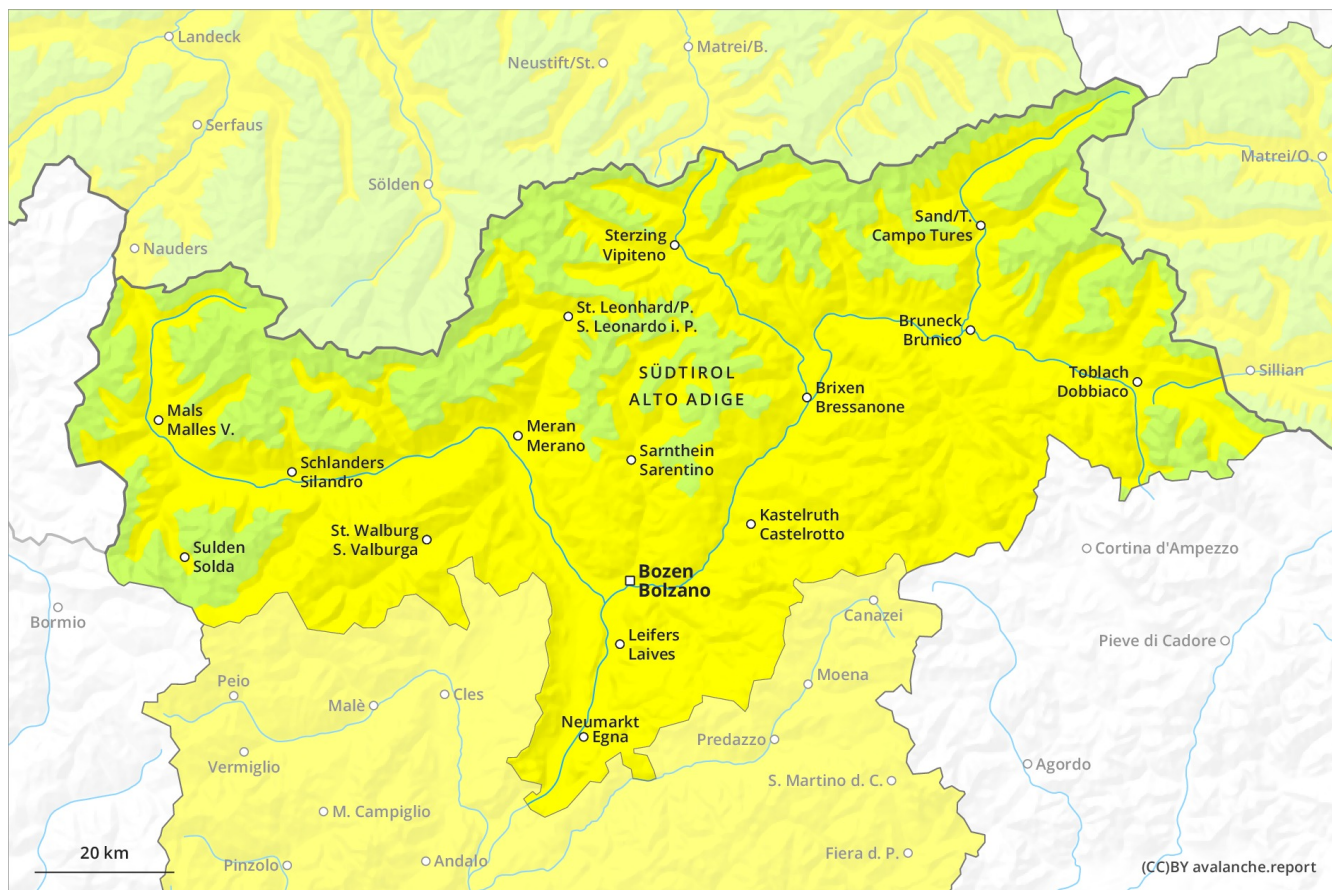 Landeck
Matrei/B.
Neustift/St.
Serfaus
Matrei/O.
Sölden
Sand/T.
Campo Tures
Nauders
Sterzing
Vipiteno
St. Leonhard/P.
S. Leonardo i. P.
Bruneck
Brunico
SÜDTIROL
ALTO ADIGE
Toblach
Dobbiaco
Sillian
Brixen
Bressanone
Mals
Malles V.
Meran
Merano
Sarnthein
Sarentino
Schlanders
Silandro
Kastelruth
Castelrotto
St. Walburg
S. Valburga
Sulden
Solda
Cortina d'Ampezzo
Bozen
Bolzano
Bormio
Canazei
Leifers
Laives
Pieve di Cadore
Moena
Peio
Cles
Malè
Neumarkt
Egna
Predazzo
Vermiglio
Agordo
S. Martino d. C.
M. Campiglio
20 km
Pinzolo
Andalo
Fiera d. P.
(CC)BY avalanche.report